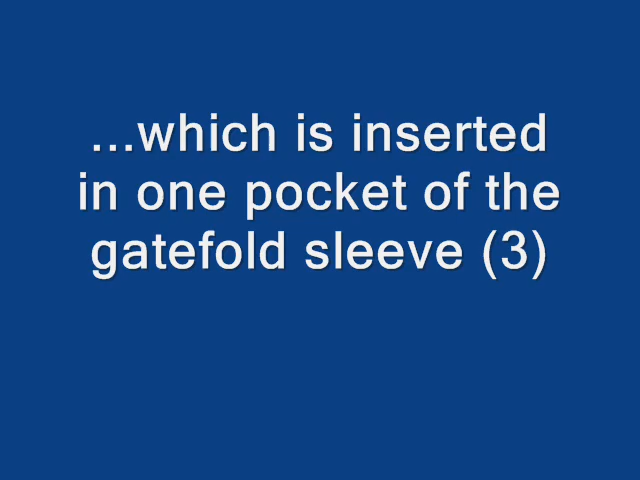 ...which is inserted
in one pocket of the
gatefold sleeve (3)